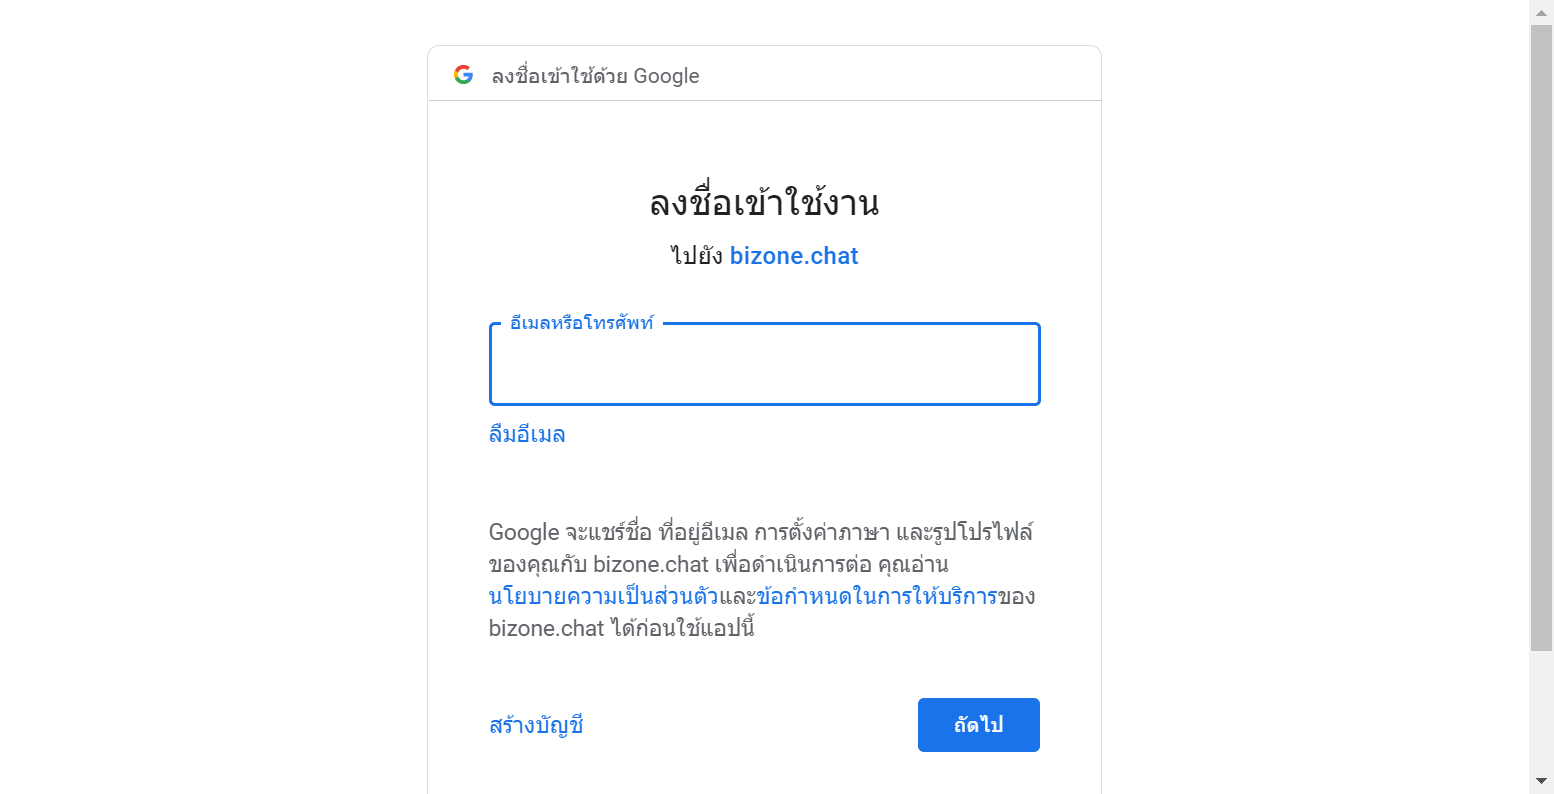 ลงชื่อเข้าใช้ด้วย Google
ลงชื่อเข้าใช้งาน
ไปยัง bizone.chat
อีเมลหรือโทรศัพท์
ลืมอีเมล
Google จะแชร์ชื่อ ที่อยู่อีเมล การตั้งค่าภาษา และรูปโปรไฟล์
ของคุณกับ bizone.chat เพื่อดำเนินการต่อ คุณอ่าน
นโยบายความเป็นส่วนตัวและข้อกำหนดในการให้บริการของ
bizone.chat ได้ก่อนใช้แอปนี้
สร้างบัญชี
ถัดไป